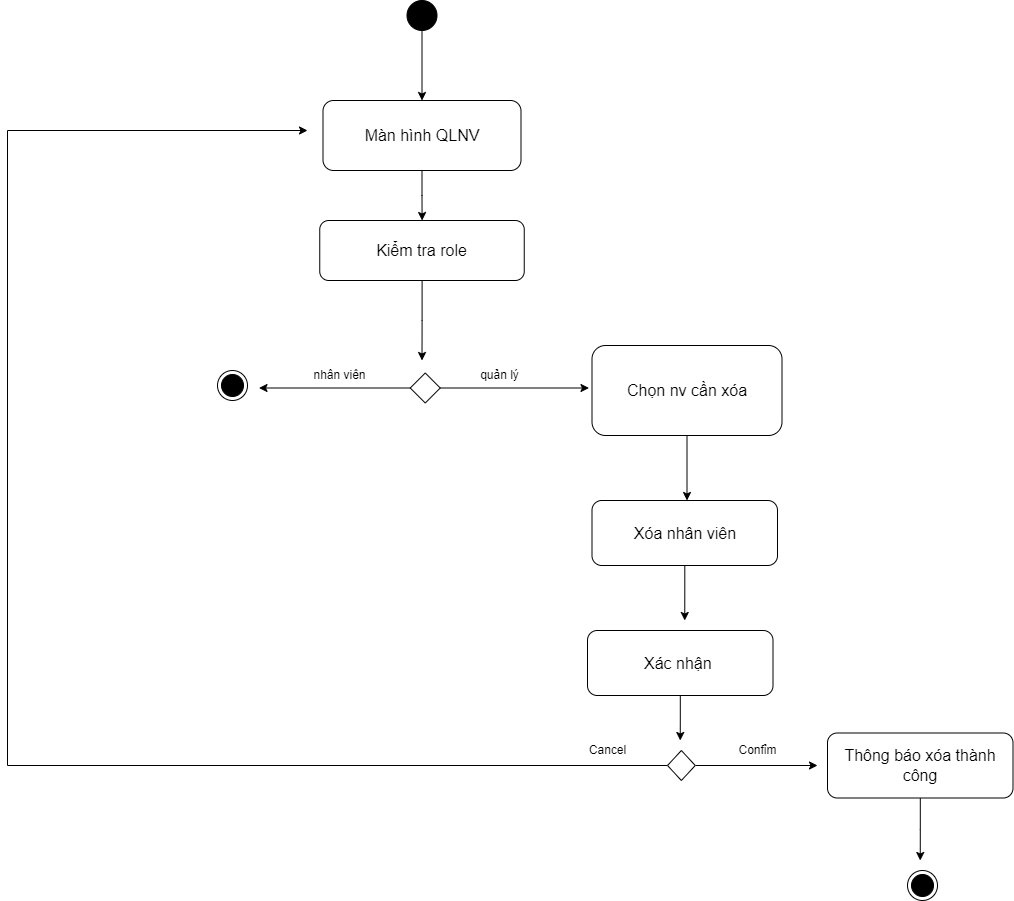 Màn hình QLNV
Kiểm tra role
nhân viên
quản lý
Chọn nv cần xóa
Xóa nhân viên
Xác nhận
Cancel
Confỉm
Thông báo xóa thành
công